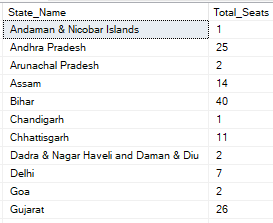 State_Name Total_Seats
Andaman & Nicobar Islands 1
Andhra Pradesh 25
Arunachal Pradesh 2
Assam 14
Bihar 40
Chandigarh 1
Chhattisgarh 11
Dadra & Nagar Haveli and Daman & Diu 2
Delhi 7
Goa 2
Gujarat 26